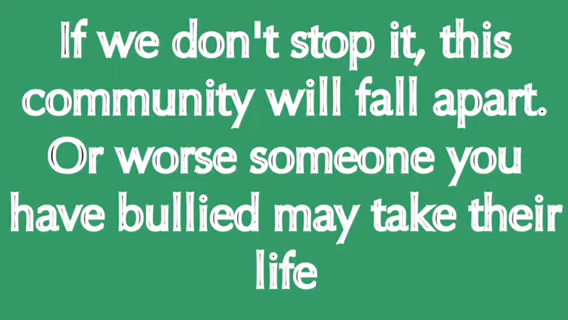 If we don't stop it, this
community will fall apart.
Or worse someone you
have bullied may take their
life